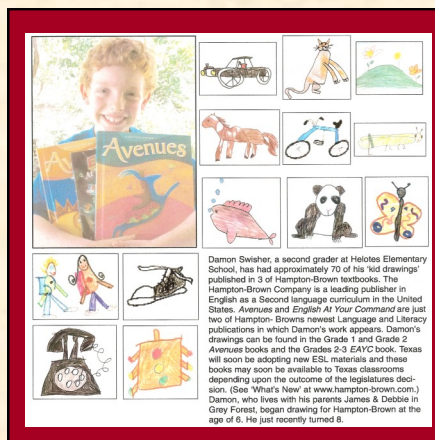 Av
Avenues
Damon Swisher, a second grader at Helotes Elementary
School, has had approximately 70 of his 'kid drawings'
published in 3 of Hampton-Brown textbooks. The
Hampton-Brown Company is a leading publisher in
English as a Second language curriculum in the United
States. Avenues and English At Your Command are just
two of Hampton- Browns newest Language and Literacy
publications in which Damon's work appears. Damon's
drawings can be found in the Grade 1 and Grade 2
Avenues books and the Grades 2-3 EAYC book. Texas
will soon be adopting new ESL materials and these
books may soon be available to Texas classrooms
depending upon the outcome of the legislatures deci-
sion. (See 'What's New' at www.hampton-brown.com.)
Damon, who lives with his parents James & Debbie in
Grey Forest, began drawing for Hampton-Brown at the
age of 6. He just recently turned 8.